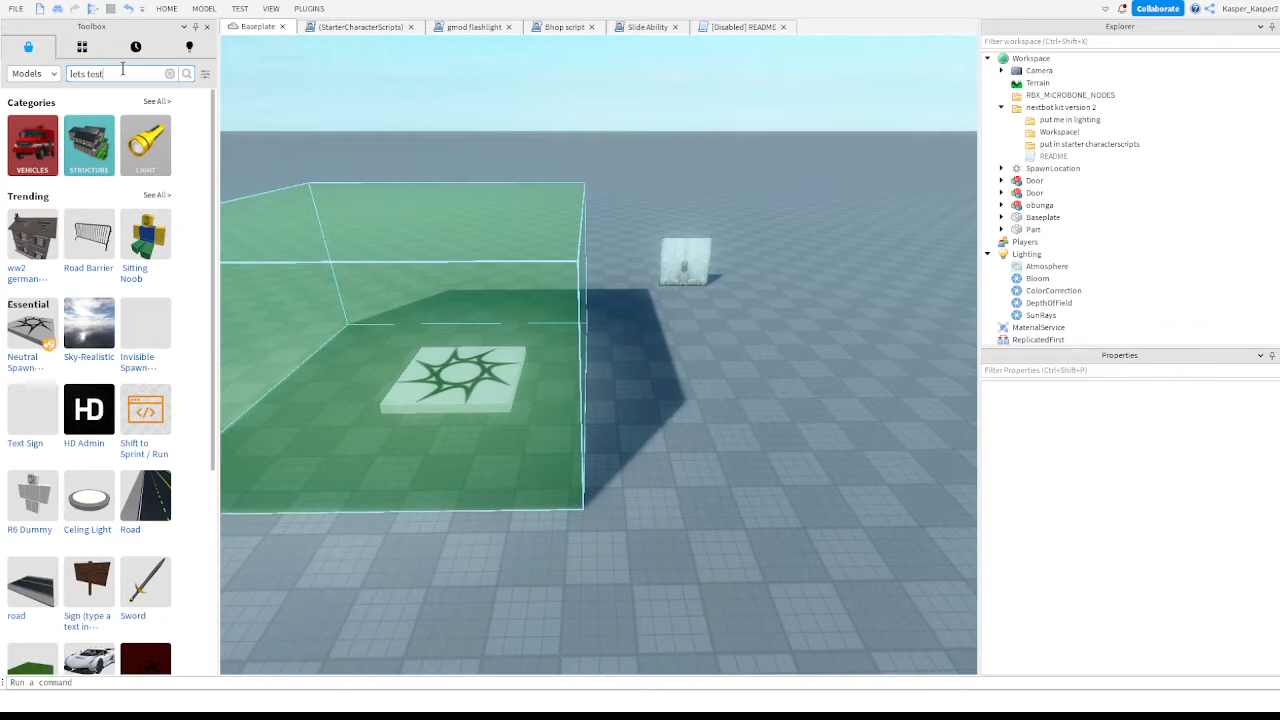 FILE HOME MODEL TEST VIEW PLUGINS Collaborate Kasper_Kasper2
Toolbox
Baseplate (StarterCharacterScripts) gmod flashlight Bhop script Slide Ability [Disabled] README
Explorer
Filter workspace (Ctrl+Shift+X)
Models lets test
Categories See All >
VEHICLES STRUCTURE LIGHT
Trending See All >
ww2 german-··· Road Barrier Sitting Noob
Essential
Neutral Spawn-··· Sky-Realistic Invisible Spawn-···
Text Sign HD Admin Shift to Sprint / Run
HD
R6 Dummy Celing Light Road
road Sign (type a text in-··· Sword
Workspace
Camera
Terrain
RBX_MICROBONE_NODES
nextbot kit version 2
put me in lighting
Workspace!
put in starter characterscripts
README
SpawnLocation
Door
Door
obunga
Baseplate
Part
Players
Lighting
Atmosphere
Bloom
ColorCorrection
DepthOfField
SunRays
MaterialService
ReplicatedFirst
Properties
Filter Properties (Ctrl+Shift+P)
Run a command